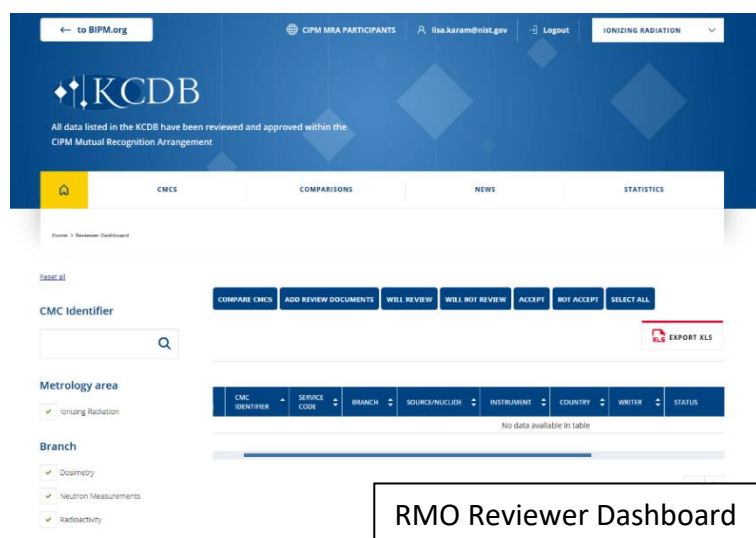 ← to BIPM.org
CIPM MRA PARTICIPANTS
lisa.karam@nist.gov
Logout
IONIZING RADIATION
KCDB
All data listed in the KCDB have been reviewed and approved within the
CIPM Mutual Recognition Arrangement
CMCS
COMPARISONS
NEWS
STATISTICS
Home > Reviewer Dashboard
Reset all
COMPARE CMCS
ADD REVIEW DOCUMENTS
WILL REVIEW
WILL NOT REVIEW
ACCEPT
NOT ACCEPT
SELECT ALL
CMC Identifier
XLS EXPORT XLS
Metrology area
Ionizing Radiation
CMC IDENTIFIER
SERVICE CODE
BRANCH
SOURCE/NUCLIDE
INSTRUMENT
COUNTRY
WRITER
STATUS
No data available in table
Branch
Dosimetry
Neutron Measurements
Radioactivity
RMO Reviewer Dashboard